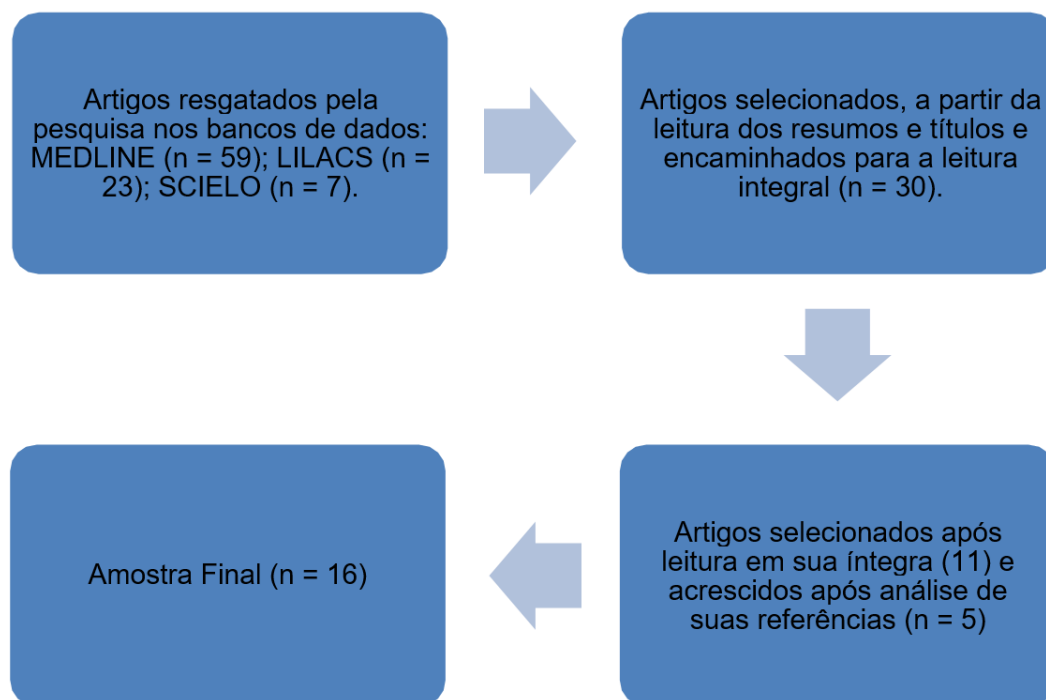 Artigos resgatados pela
pesquisa nos bancos de dados:
MEDLINE (n = 59); LILACS (n =
23); SCIELO (n = 7).
Artigos selecionados, a partir da
leitura dos resumos e títulos e
encaminhados para a leitura
integral (n = 30).
Artigos selecionados após
leitura em sua íntegra (11) e
acrescidos após análise de
suas referências (n = 5)
Amostra Final (n = 16)